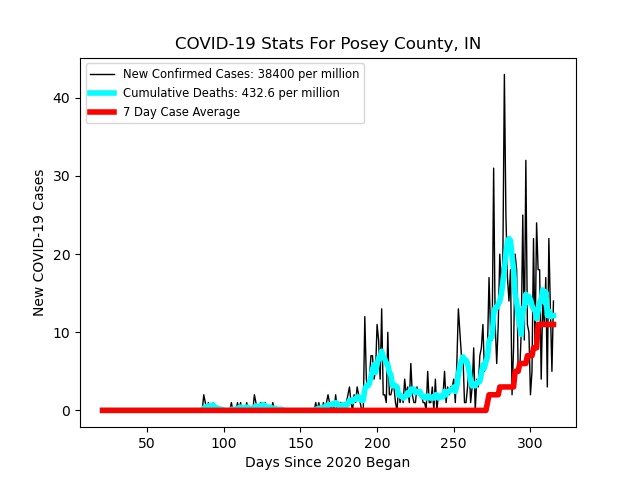 COVID-19 Stats For Posey County, IN
New Confirmed Cases: 38400 per million
Cumulative Deaths: 432.6 per million
7 Day Case Average
40
30
20
10
0
New COVID-19 Cases
50 100 150 200 250 300
Days Since 2020 Began